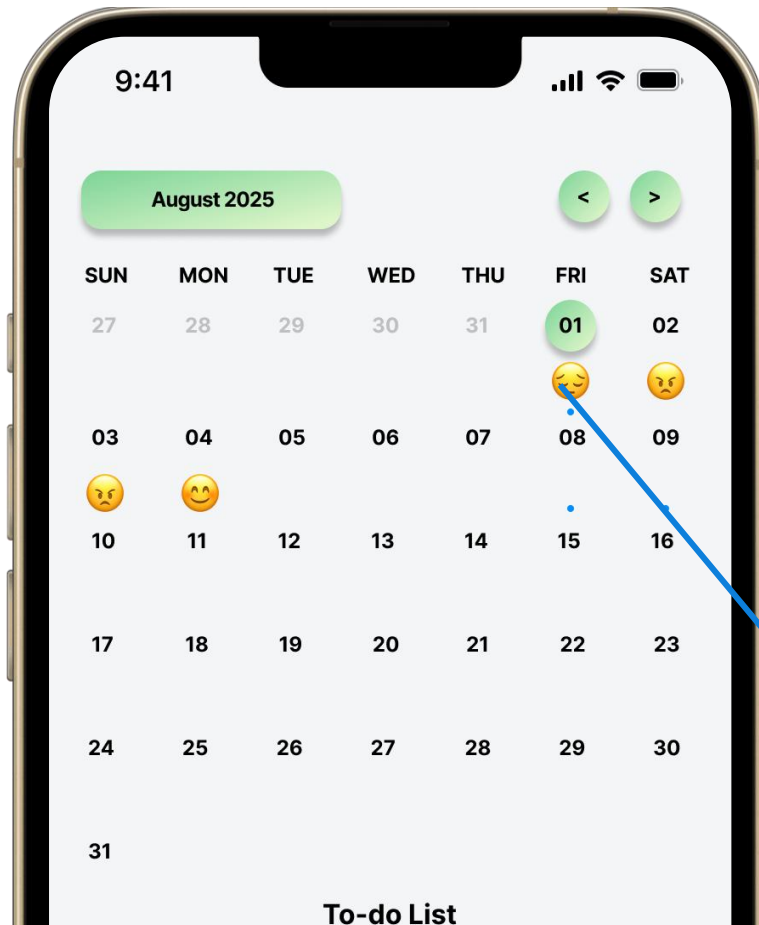 9:41
August 2025 < >
SUN MON TUE WED THU FRI SAT
27 28 29 30 31 01 02
03 04 05 06 07 08 09
10 11 12 13 14 15 16
17 18 19 20 21 22 23
24 25 26 27 28 29 30
31
To-do List